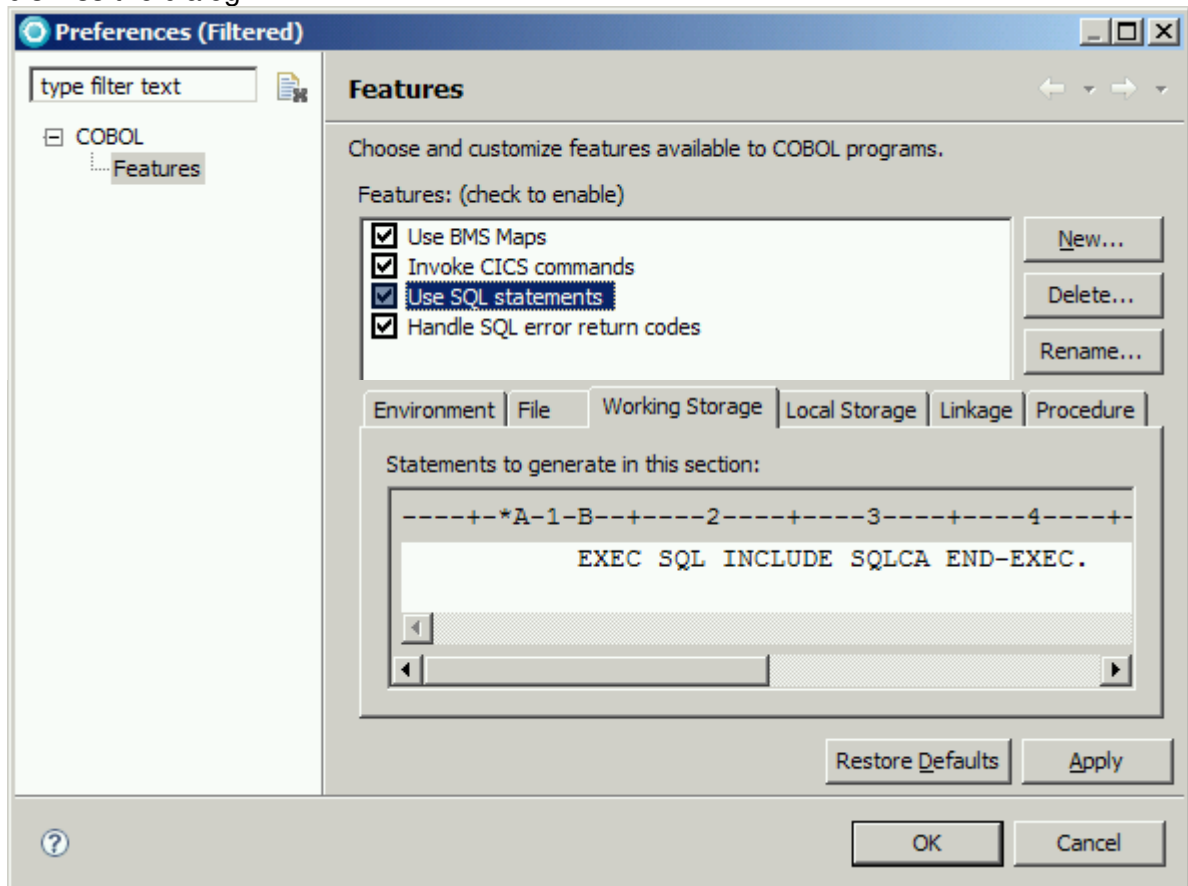 Preferences (Filtered)
type filter text
Features
COBOL
Features
Choose and customize features available to COBOL programs.
Features: (check to enable)
Use BMS Maps
New...
Invoke CICS commands
Use SQL statements
Delete...
Handle SQL error return codes
Rename...
Environment File Working Storage Local Storage Linkage Procedure
Statements to generate in this section:
----+-*A-1-B--+----2----+----3----+----4----+-
EXEC SQL INCLUDE SQLCA END-EXEC.
Restore Defaults Apply
? OK Cancel